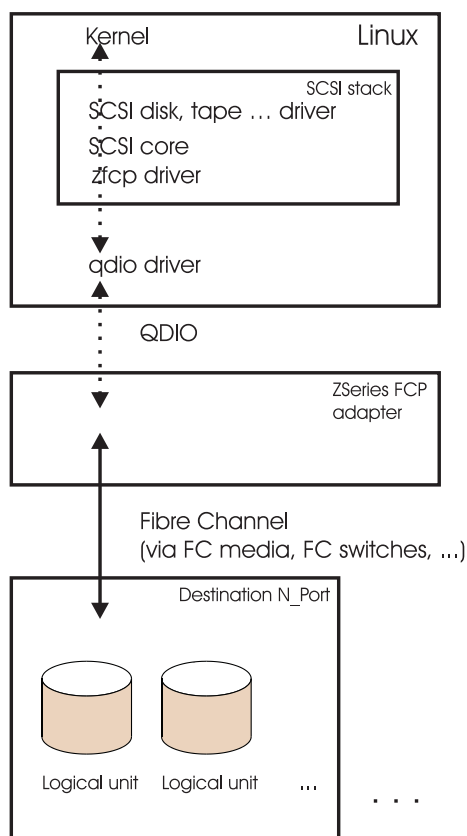 Kernel
Linux
SCSI stack
SCSI disk, tape ... driver
SCSI core
zfcp driver
qdio driver
QDIO
ZSeries FCP
adapter
Fibre Channel
(via FC media, FC switches, ...)
Destination N_Port
Logical unit
Logical unit
...
. . .